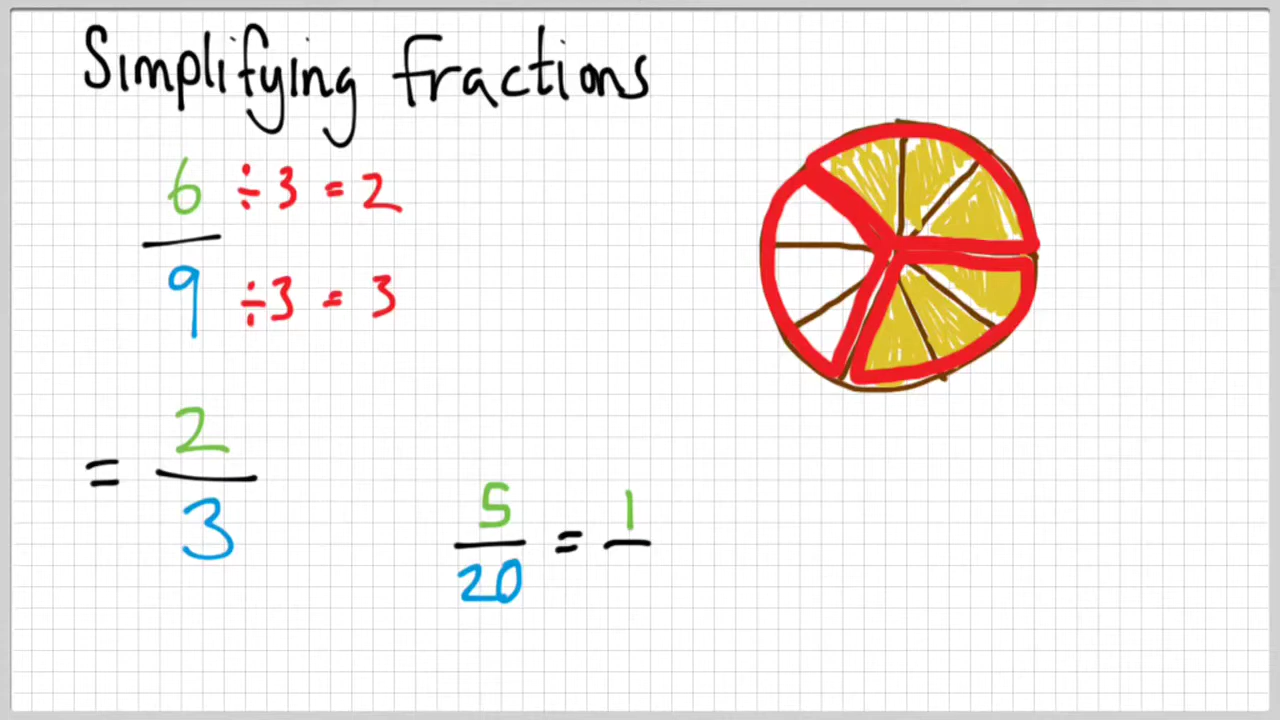 Simplifying fractions
6 ÷3 = 2
9 ÷3 = 3
= 2
3
5 = 1
20